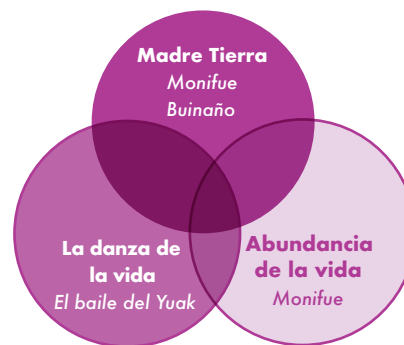 Madre Tierra
Monifue
Buinaño
La danza de
la vida
El baile del Yuak
Abundancia
de la vida
Monifue